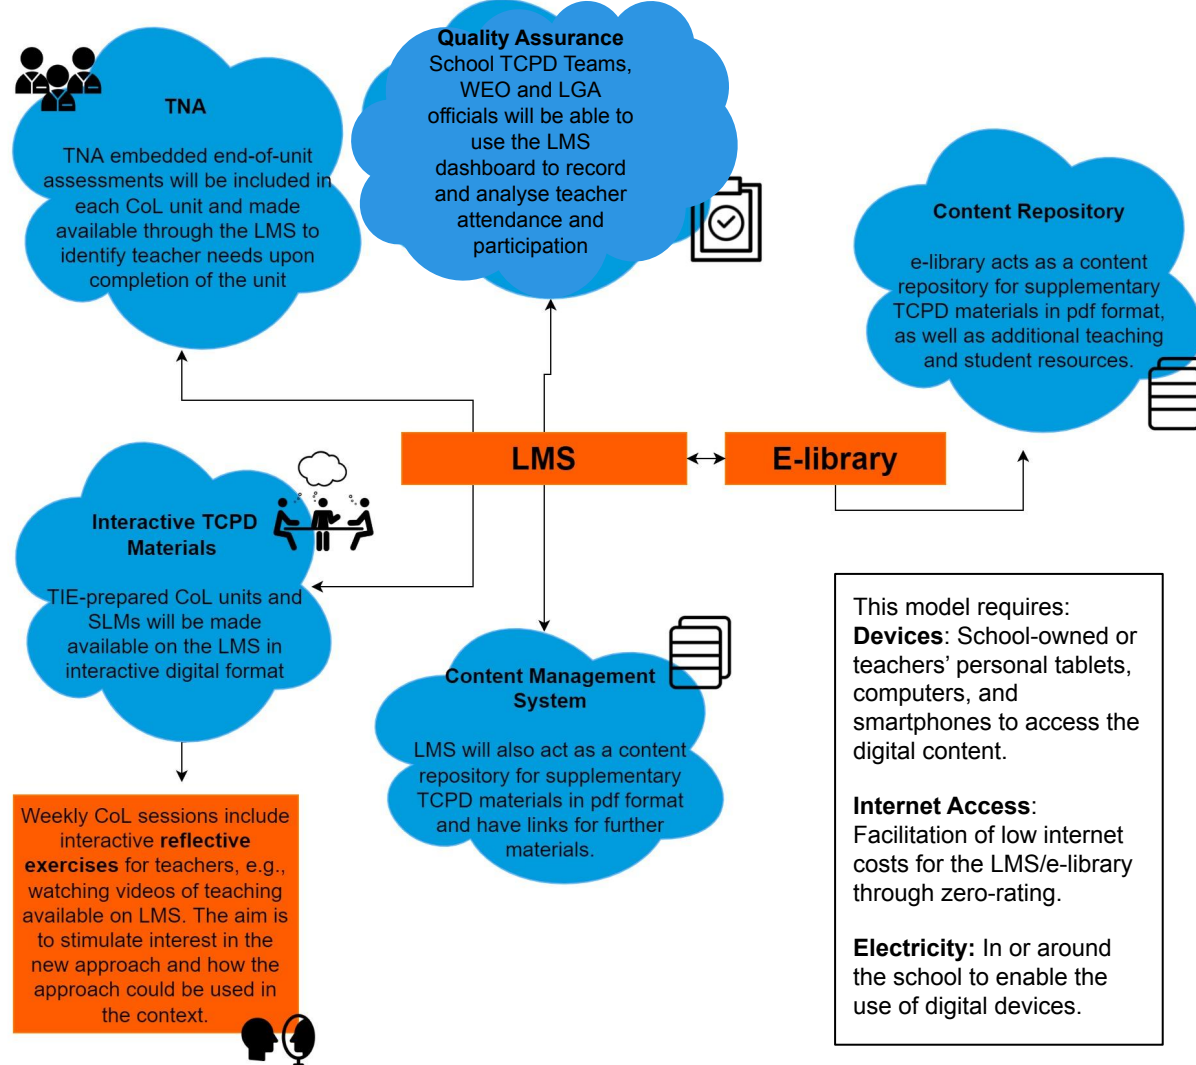 Quality Assurance
School TCPD Teams,
WEO and LGA
officials will be able to
use the LMS
dashboard to record
and analyse teacher
attendance and
participation
TNA
TNA embedded end-of-unit
assessments will be included in
each CoL unit and made
available through the LMS to
identify teacher needs upon
completion of the unit
Content Repository
e-library acts as a content
repository for supplementary
TCPD materials in pdf format,
as well as additional teaching
and student resources.
LMS
E-library
Interactive TCPD
Materials
TIE-prepared CoL units and
SLMs will be made
available on the LMS in
interactive digital format
Content Management
System
LMS will also act as a content
repository for supplementary
TCPD materials in pdf format
and have links for further
materials.
Weekly CoL sessions include
interactive reflective
exercises for teachers, e.g.,
watching videos of teaching
available on LMS. The aim is
to stimulate interest in the
new approach and how the
approach could be used in
the context.
This model requires:
Devices: School-owned or
teachers’ personal tablets,
computers, and
smartphones to access the
digital content.
Internet Access:
Facilitation of low internet
costs for the LMS/e-library
through zero-rating.
Electricity: In or around
the school to enable the
use of digital devices.